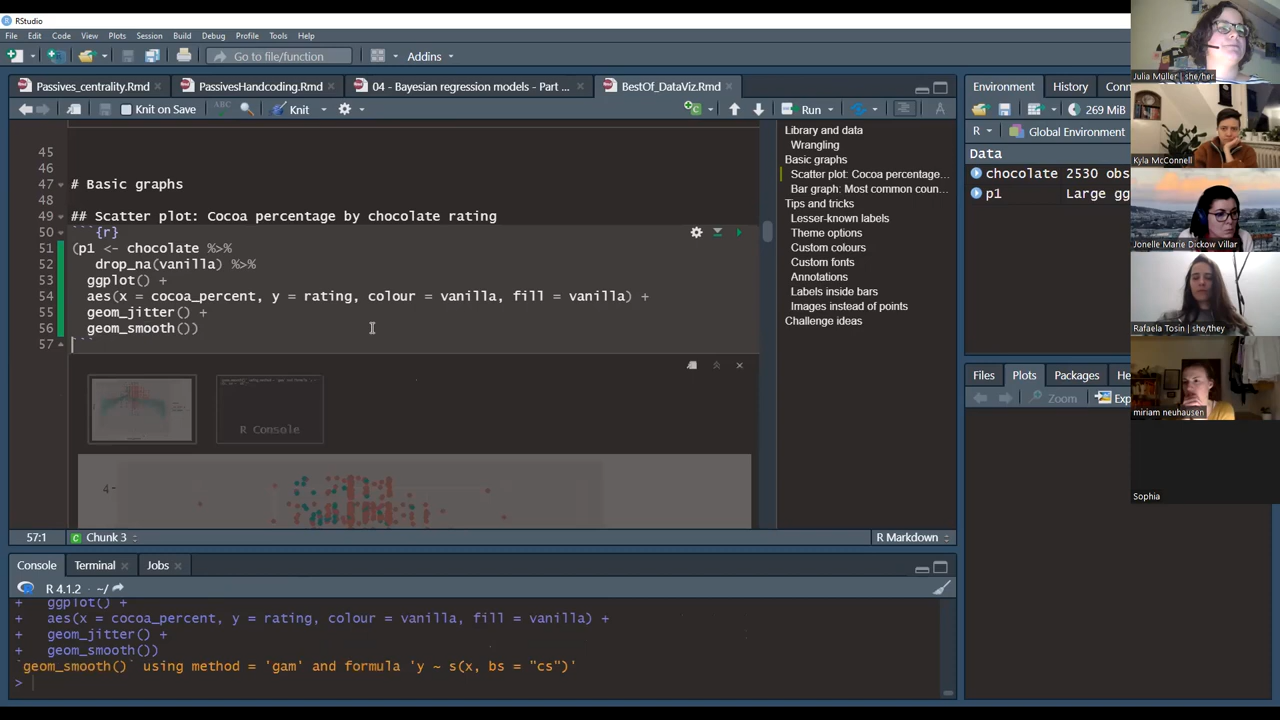 RStudio
File Edit Code View Plots Session Build Debug Profile Tools Help
Go to file/function Addins
Passives_centrality.Rmd PassivesHandcoding.Rmd 04 - Bayesian regression models - Part ... BestOf_DataViz.Rmd
Knit on Save ABC Knit Run
45
46
47 # Basic graphs
48
49 ## Scatter plot: Cocoa percentage by chocolate rating
50 ```{r}
51 (p1 <- chocolate %>%
52 drop_na(vanilla) %>%
53 ggplot() +
54 aes(x = cocoa_percent, y = rating, colour = vanilla, fill = vanilla) +
55 geom_jitter() +
56 geom_smooth())
57 ```
R Console
4
57:1 Chunk 3 R Markdown
Library and data
Wrangling
Basic graphs
Scatter plot: Cocoa percentage...
Bar graph: Most common coun...
Tips and tricks
Lesser-known labels
Theme options
Custom colours
Custom fonts
Annotations
Labels inside bars
Images instead of points
Challenge ideas
Console Terminal Jobs
R 4.1.2 · ~/
+ ggplot() +
+ aes(x = cocoa_percent, y = rating, colour = vanilla, fill = vanilla) +
+ geom_jitter() +
+ geom_smooth())
`geom_smooth()` using method = 'gam' and formula 'y ~ s(x, bs = "cs")'
>
Environment History Conn
269 MiB
R Global Environment
Data
chocolate 2530 obs
p1 Large gg
Files Plots Packages He
Zoom Exp
Julia Müller | she/her
Kyla McConnell
Jonelle Marie Dickow Villar
Rafaela Tosin | she/they
miriam neuhausen
Sophia